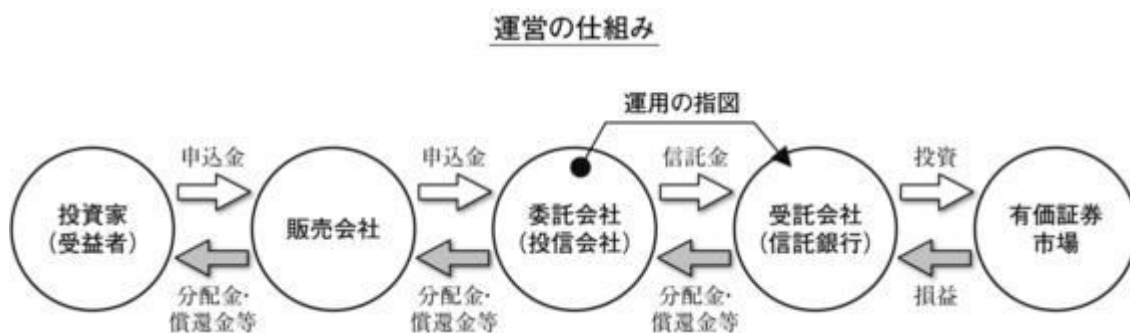 運営の仕組み
運用の指図
申込金
申込金
信託金
投資
投資家
（受益者）
販売会社
委託会社
（投信会社）
受託会社
（信託銀行）
有価証券
市場
分配金・
償還金等
分配金・
償還金等
分配金・
償還金等
損益